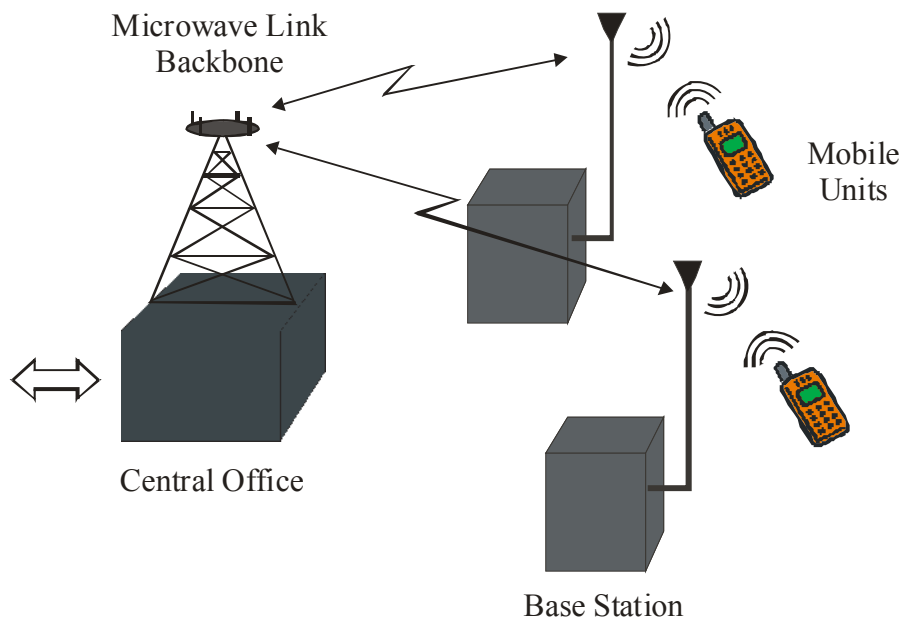 Microwave Link
Backbone
Mobile
Units
Central Office
Base Station